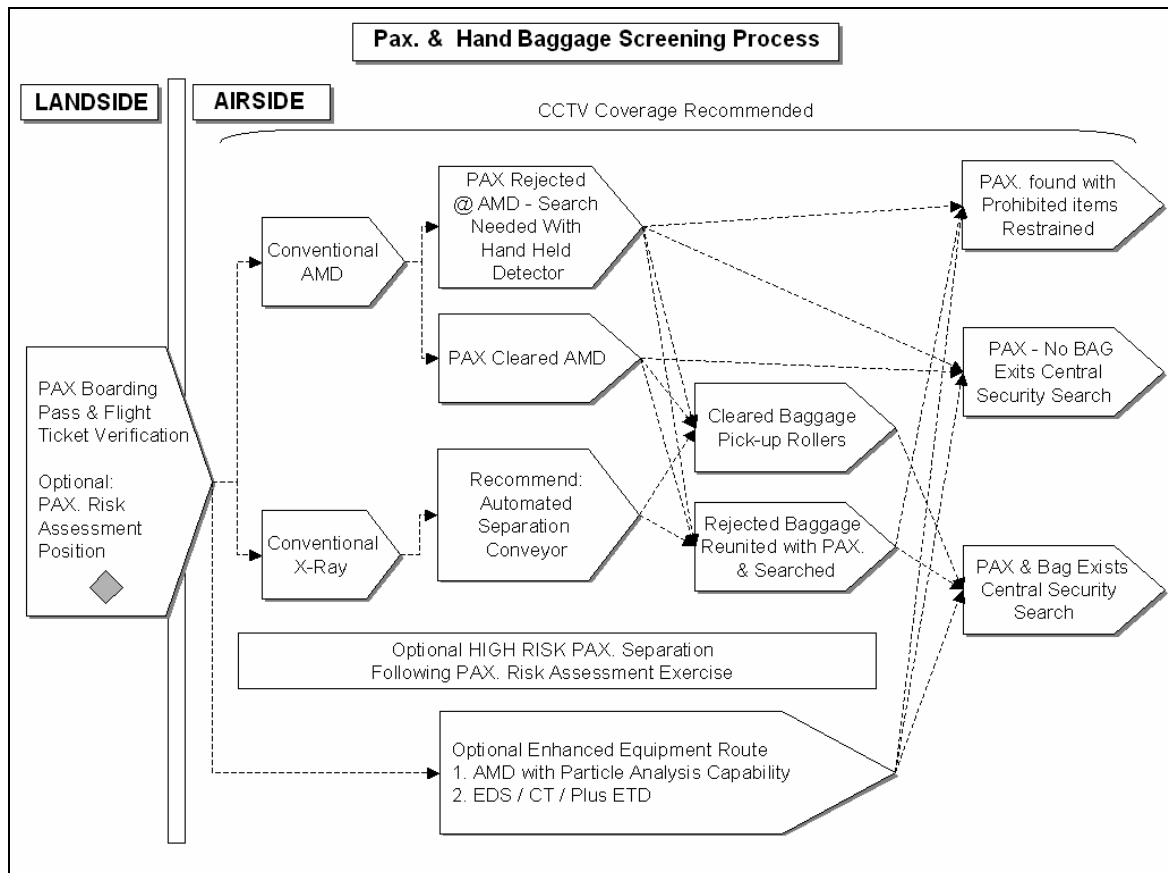 Pax. & Hand Baggage Screening Process
LANDSIDE
AIRSIDE
CCTV Coverage Recommended
PAX Boarding
Pass & Flight
Ticket Verification
Optional:
PAX. Risk
Assessment
Position
Conventional
AMD
Conventional
X-Ray
PAX Rejected
@ AMD - Search
Needed With
Hand Held
Detector
PAX Cleared AMD
Recommend:
Automated
Separation
Conveyor
Cleared Baggage
Pick-up Rollers
Rejected Baggage
Reunited with PAX.
& Searched
PAX. found with
Prohibited items
Restrained
PAX - No BAG
Exits Central
Security Search
PAX & Bag Exists
Central Security
Search
Optional HIGH RISK PAX. Separation
Following PAX. Risk Assessment Exercise
Optional Enhanced Equipment Route
1. AMD with Particle Analysis Capability
2. EDS / CT / Plus ETD